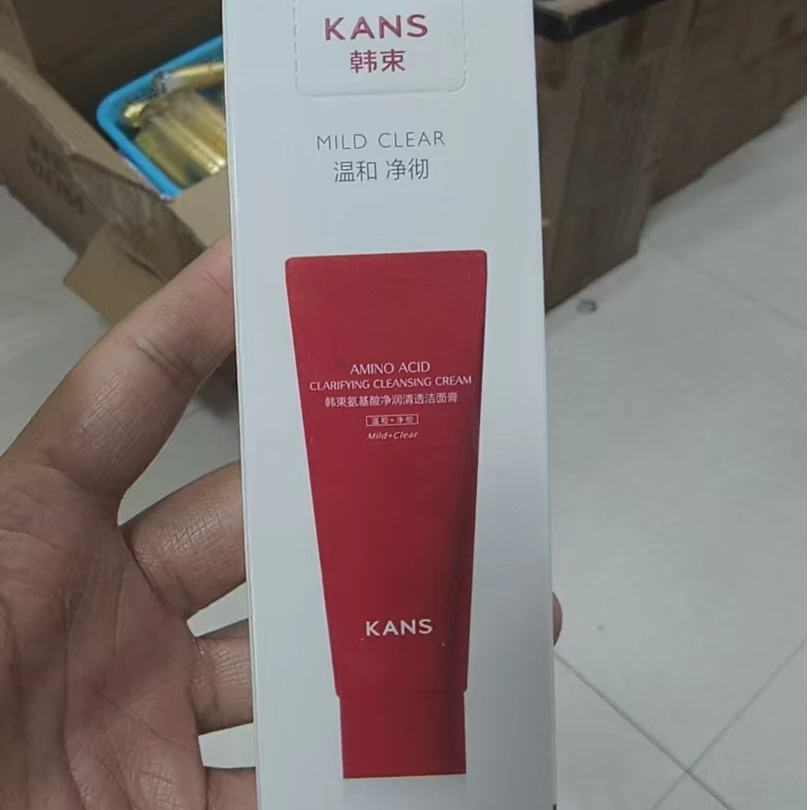 KANS
韩束
MILD CLEAR
温和 净彻
AMINO ACID
CLARIFYING CLEANSING CREAM
韩束氨基酸净润清透洁面膏
温和+净彻
Mild+Clear
KANS